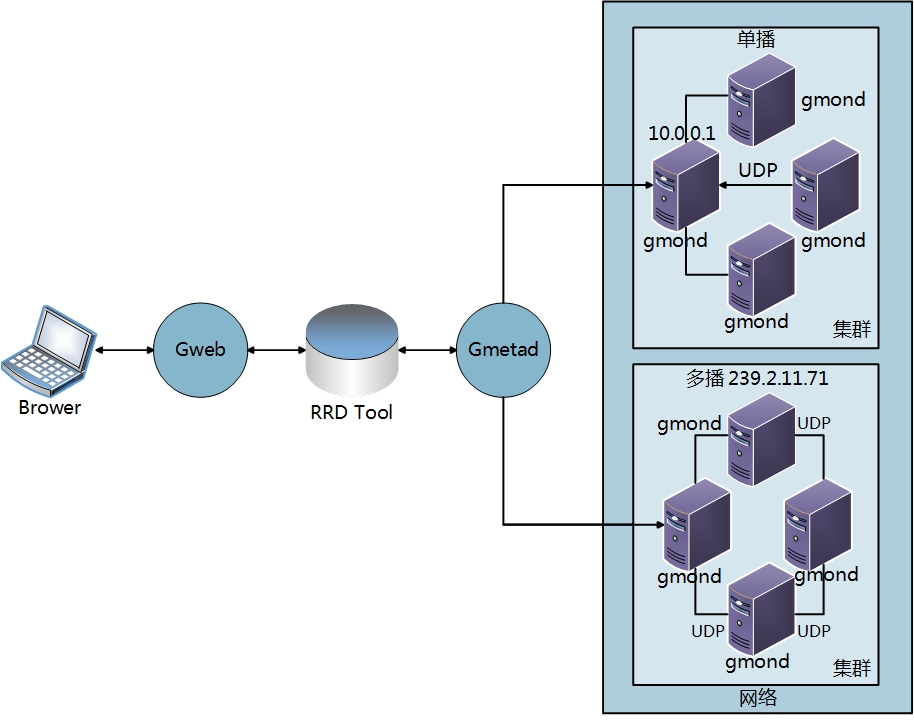 Brower
Gweb
RRD Tool
Gmetad
单播
gmond
10.0.0.1
UDP
gmond
gmond
gmond
集群
多播 239.2.11.71
gmond
UDP
gmond
gmond
UDP
UDP
gmond
集群
网络